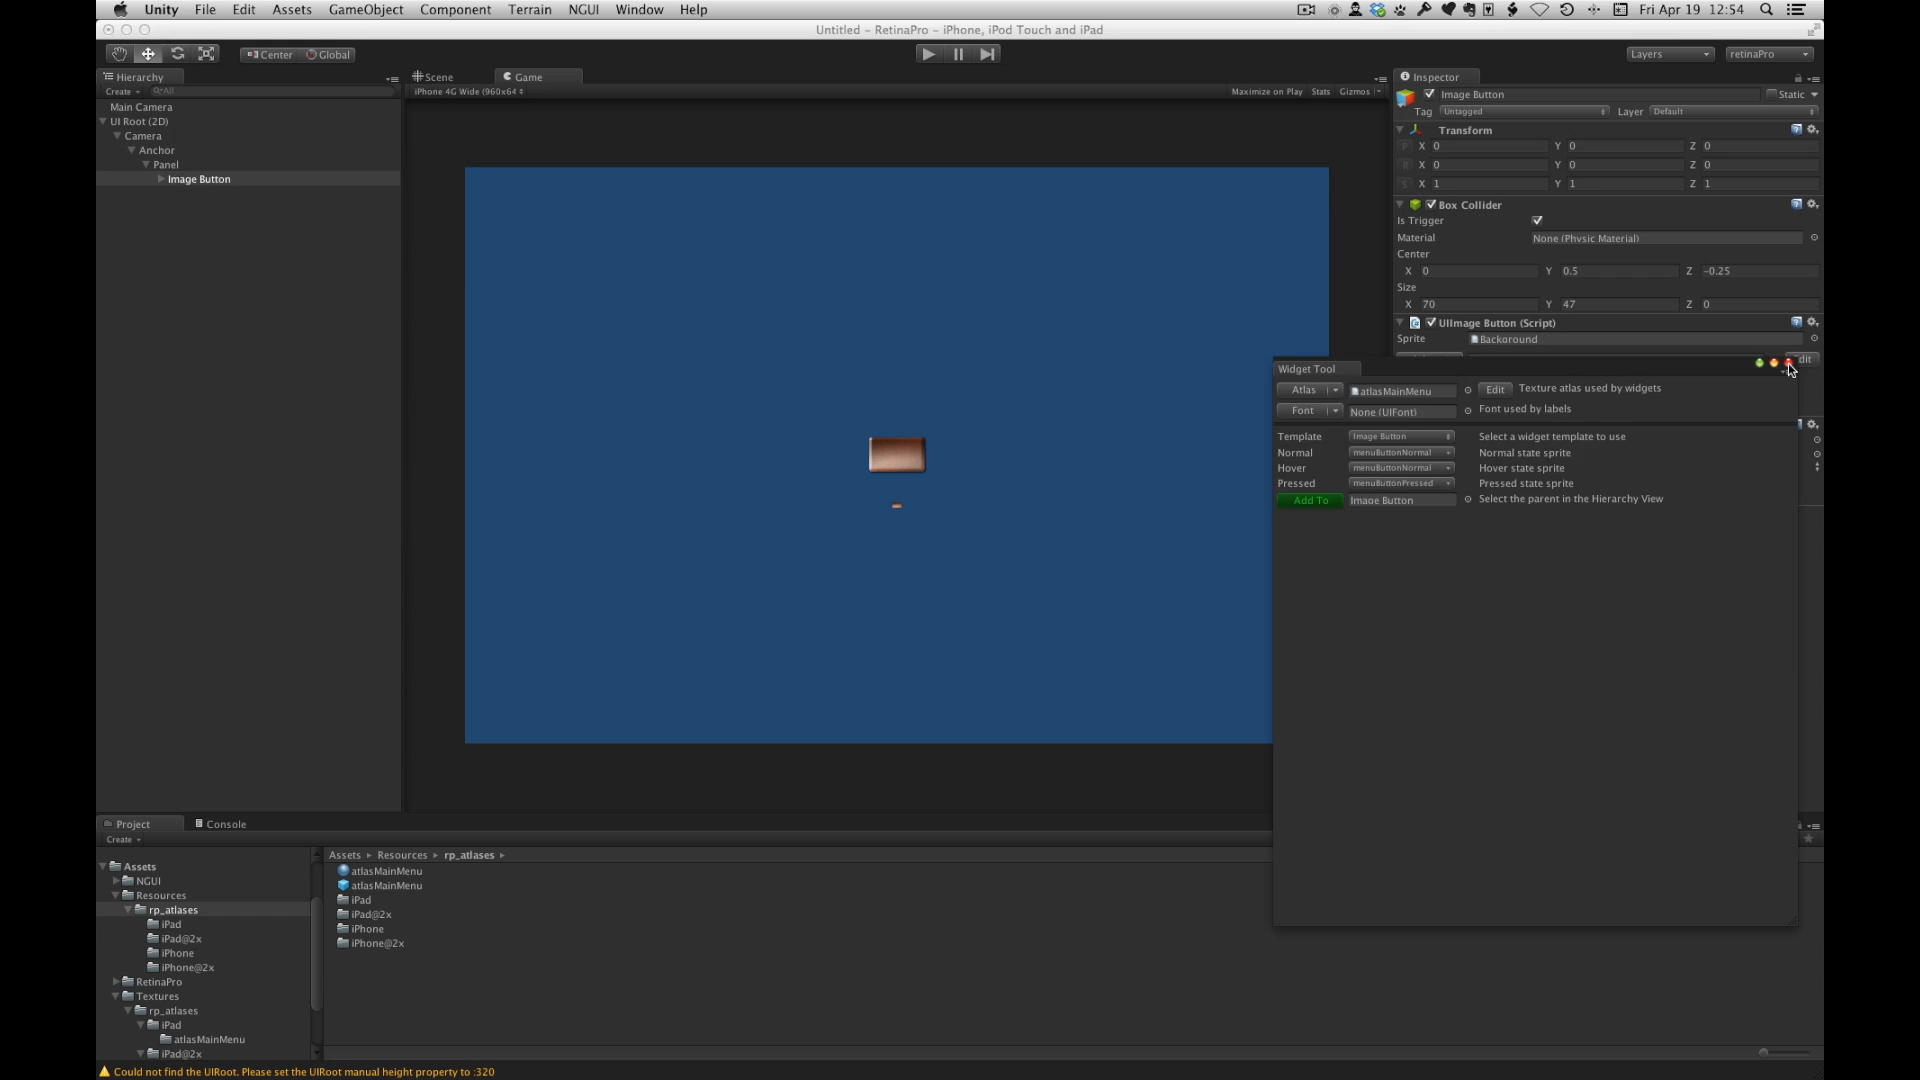 Unity File Edit Assets GameObject Component Terrain NGUI Window Help Fri Apr 19 12:54
Untitled – RetinaPro – iPhone, iPod Touch and iPad
Center Global Layers retinaPro
Hierarchy Scene Game Inspector
Create All iPhone 4G Wide (960x64 Maximize on Play Stats Gizmos Image Button Static
Main Camera Tag Untagged Layer Default
UI Root (2D)
Camera Transform
Anchor P X 0 Y 0 Z 0
Panel R X 0 Y 0 Z 0
Image Button S X 1 Y 1 Z 1
Box Collider
Is Trigger
Material None (Physic Material)
Center
X 0 Y 0.5 Z -0.25
Size
X 70 Y 47 Z 0
UIImage Button (Script)
Sprite Background
dit
Widget Tool
Atlas atlasMainMenu Edit Texture atlas used by widgets
Font None (UIFont) Font used by labels
Template Image Button Select a widget template to use
Normal menuButtonNormal Normal state sprite
Hover menuButtonNormal Hover state sprite
Pressed menuButtonPressed Pressed state sprite
Add To Image Button Select the parent in the Hierarchy View
Project Console
Create
Assets Resources rp_atlases
Assets
NGUI
Resources
rp_atlases
iPad
iPad@2x
iPhone
iPhone@2x
RetinaPro
Textures
rp_atlases
iPad
atlasMainMenu
iPad@2x
atlasMainMenu
atlasMainMenu
iPad
iPad@2x
iPhone
iPhone@2x
Could not find the UIRoot. Please set the UIRoot manual height property to :320